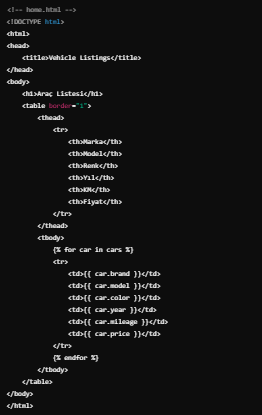 <!-- home.html -->
<!DOCTYPE html>
<html>
<head>
    <title>Vehicle Listings</title>
</head>
<body>
    <h1>Araç Listesi</h1>
    <table border="1">
        <thead>
            <tr>
                <th>Marka</th>
                <th>Model</th>
                <th>Renk</th>
                <th>Yıl</th>
                <th>KM</th>
                <th>Fiyat</th>
            </tr>
        </thead>
        <tbody>
            {% for car in cars %}
            <tr>
                <td>{{ car.brand }}</td>
                <td>{{ car.model }}</td>
                <td>{{ car.color }}</td>
                <td>{{ car.year }}</td>
                <td>{{ car.mileage }}</td>
                <td>{{ car.price }}</td>
            </tr>
            {% endfor %}
        </tbody>
    </table>
</body>
</html>